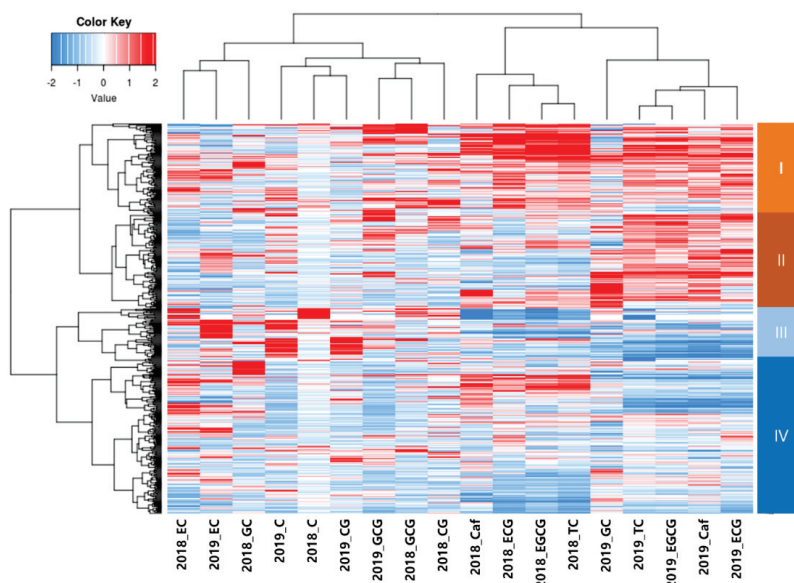 Color Key
-2 -1 0 1 2
Value
I
II
III
IV
2018_EC
2019_EC
2018_GC
2019_C
2018_C
2019_CG
2019_GCG
2018_GCG
2018_CG
2018_Caf
2018_ECG
2018_EGCG
2018_TC
2019_GC
2019_TC
2019_EGCG
2019_Caf
2019_ECG